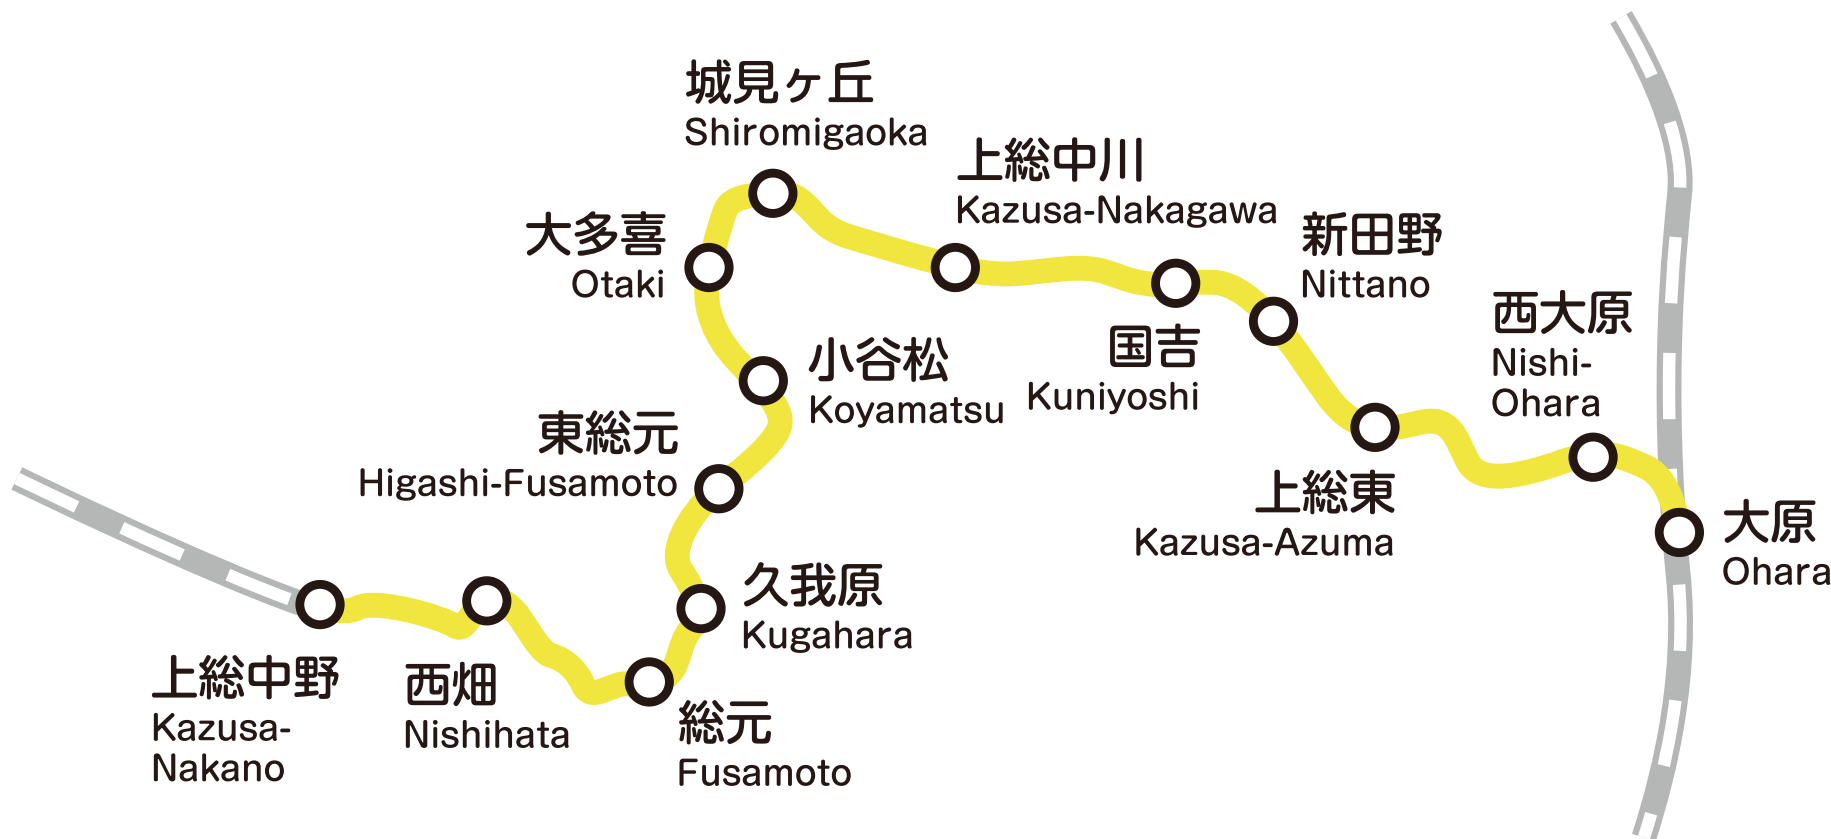 城見ヶ丘
Shiromigaoka
上総中川
Kazusa-Nakagawa
大多喜
Otaki
新田野
Nittano
西大原
Nishi-
Ohara
国吉
Kuniyoshi
小谷松
Koyamatsu
東総元
Higashi-Fusamoto
上総東
Kazusa-Azuma
大原
Ohara
久我原
Kugahara
上総中野
Kazusa-
Nakano
西畑
Nishihata
総元
Fusamoto